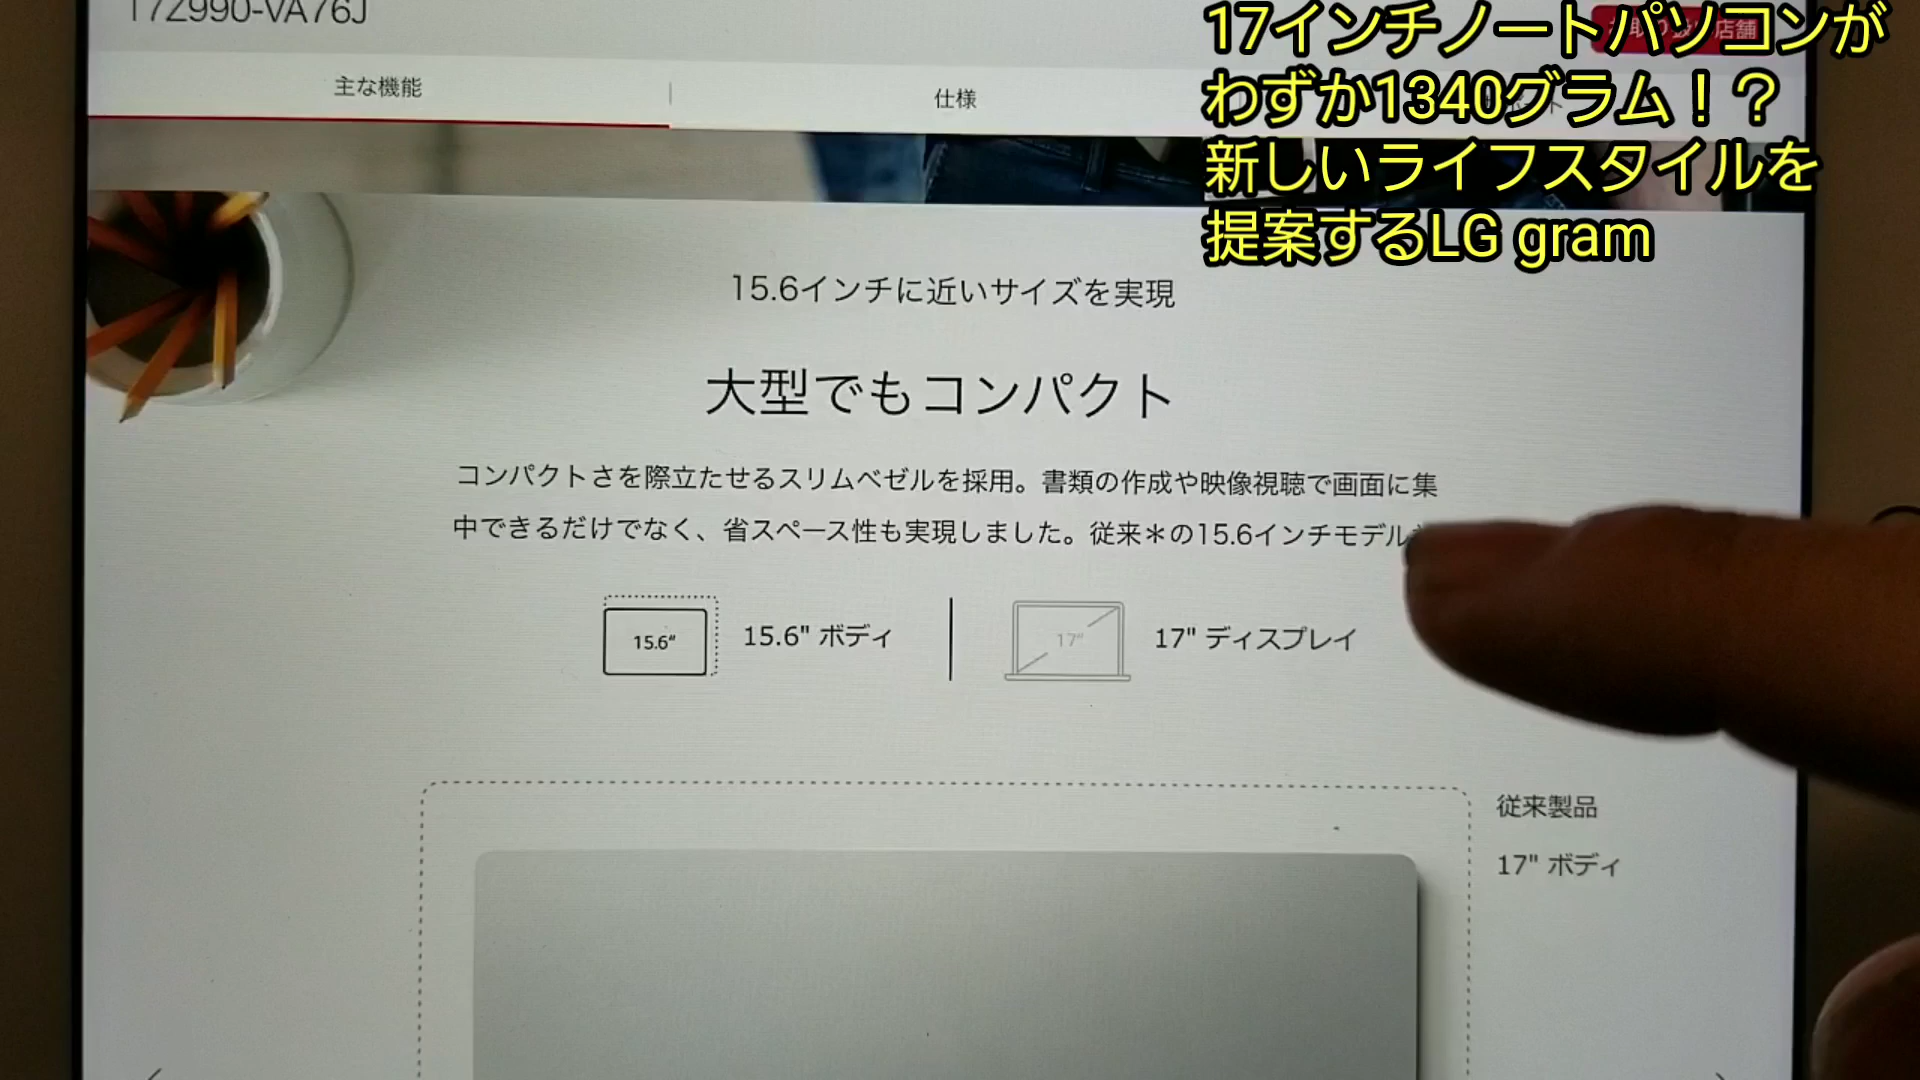 17Z990-VA76J
主な機能
仕様
17インチノートパソコンが
わずか1340グラム！？
新しいライフスタイルを
提案するLG gram
15.6インチに近いサイズを実現
大型でもコンパクト
コンパクトさを際立たせるスリムベゼルを採用。書類の作成や映像視聴で画面に集
中できるだけでなく、省スペース性も実現しました。従来＊の15.6インチモデル
15.6"
15.6" ボディ
17"
17" ディスプレイ
従来製品
17" ボディ